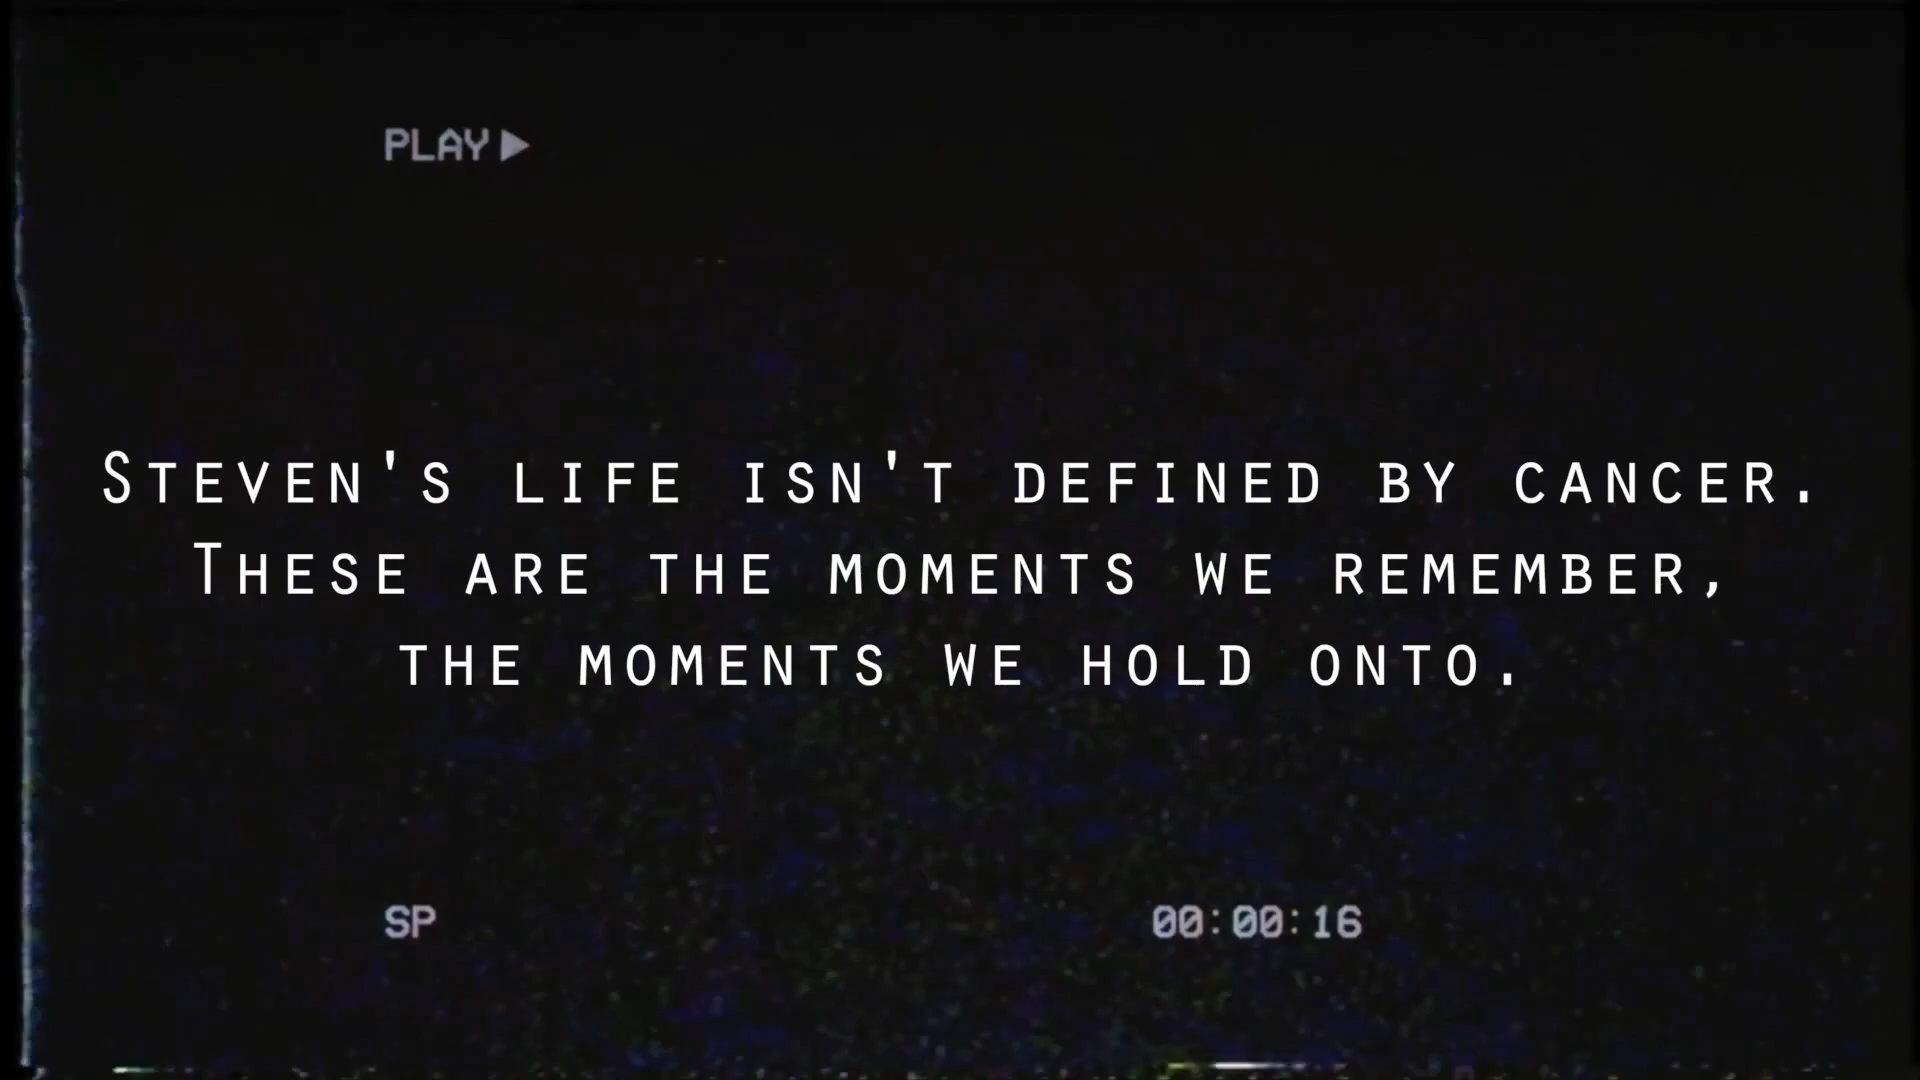 PLAY ▶
Steven's life isn't defined by cancer.
These are the moments we remember,
the moments we hold onto.
SP 00:00:16